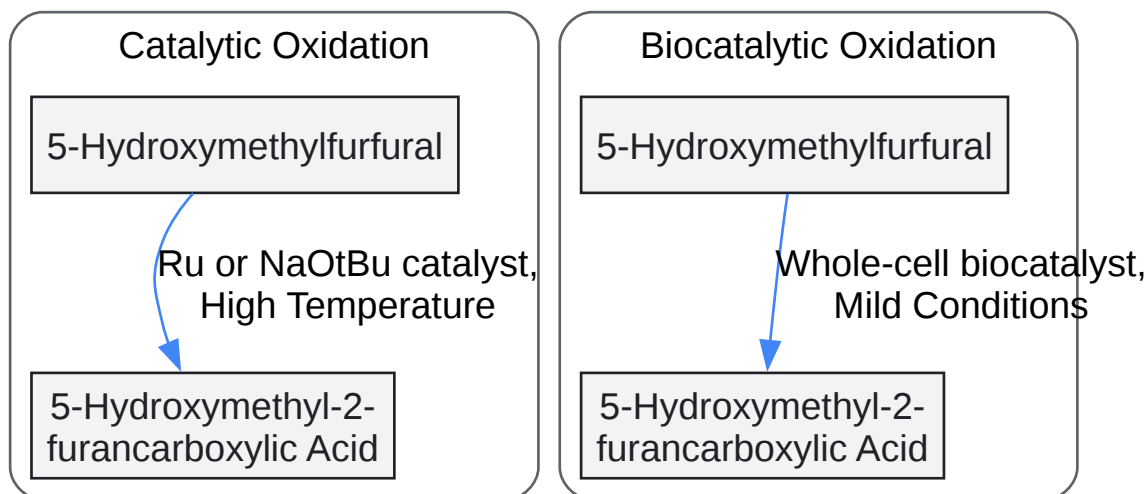 Catalytic Oxidation
5-Hydroxymethylfurfural
Ru or NaOtBu catalyst,
High Temperature
5-Hydroxymethyl-2-
furancarboxylic Acid
Biocatalytic Oxidation
5-Hydroxymethylfurfural
Whole-cell biocatalyst,
Mild Conditions
5-Hydroxymethyl-2-
furancarboxylic Acid